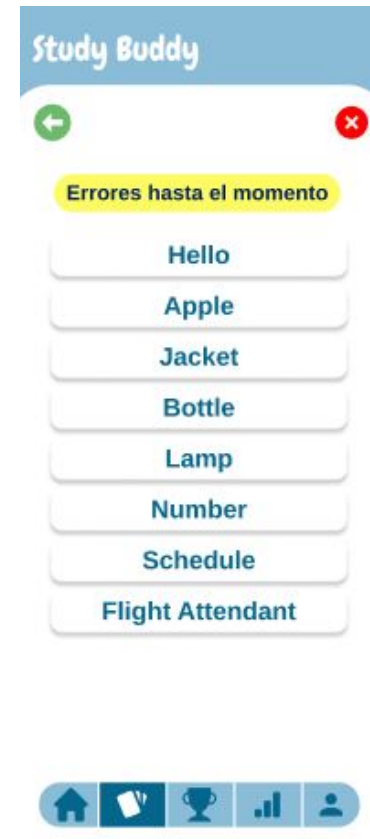 Study Buddy
Errores hasta el momento
Hello
Apple
Jacket
Bottle
Lamp
Number
Schedule
Flight Attendant